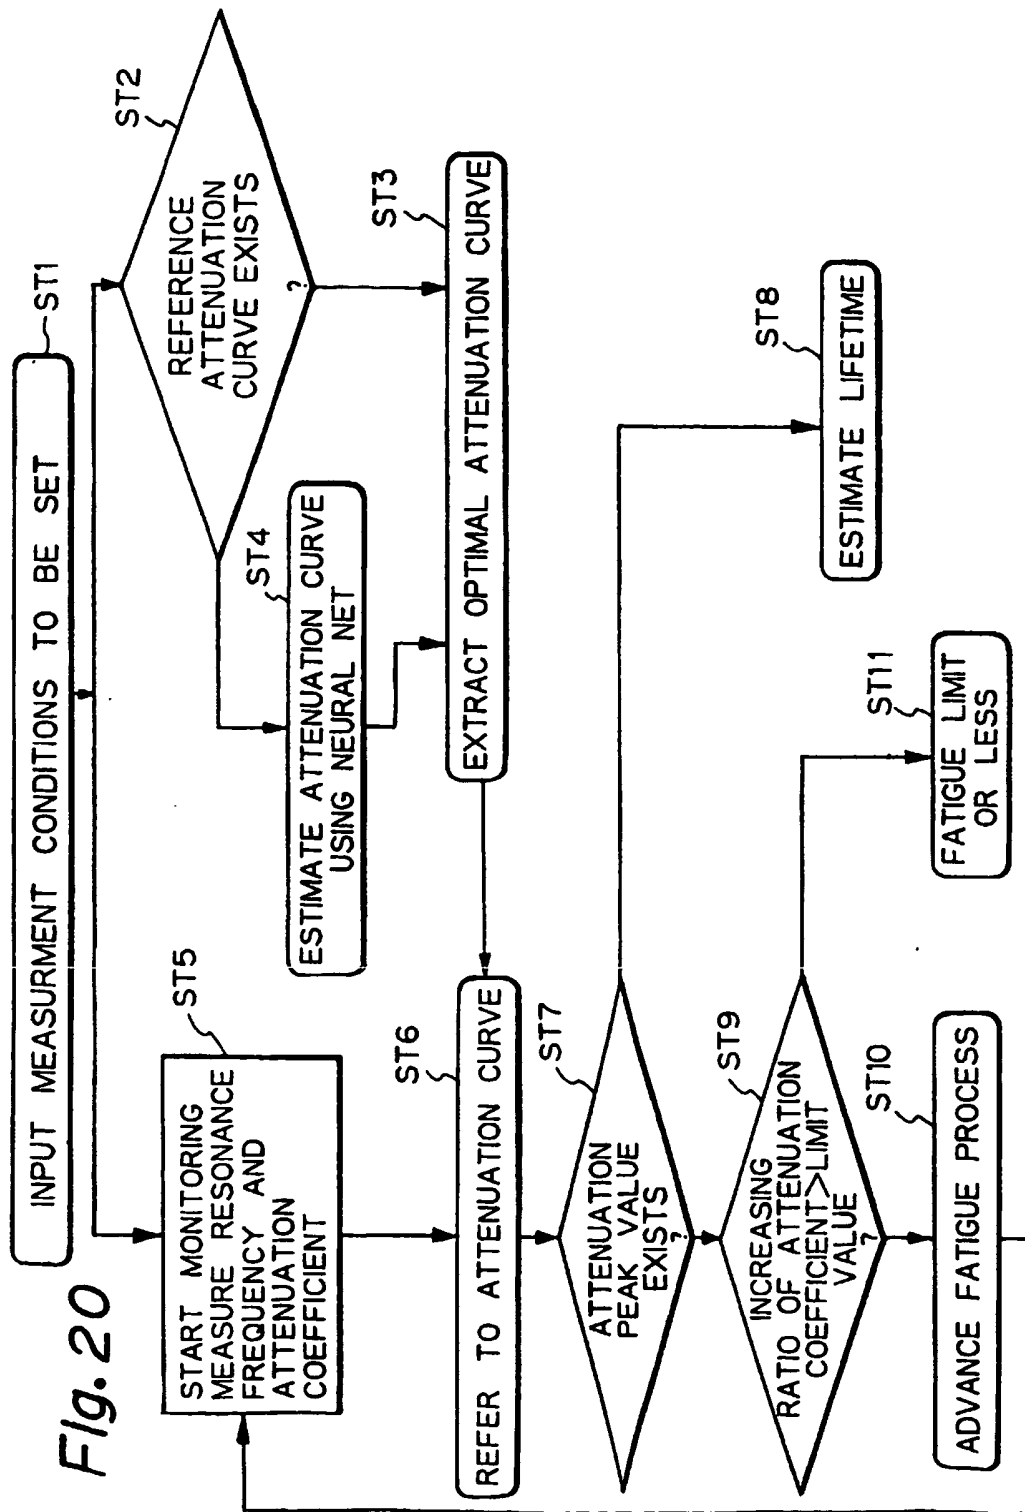 Fig. 20
INPUT MEASURMENT CONDITIONS TO BE SET
ST1
START MONITORING
MEASURE RESONANCE
FREQUENCY AND
ATTENUATION
COEFFICIENT
ST5
REFERENCE
ATTENUATION
CURVE EXISTS
?
ST2
ESTIMATE ATTENUATION CURVE
USING NEURAL NET
ST4
EXTRACT OPTIMAL ATTENUATION CURVE
ST3
REFER TO ATTENUATION CURVE
ST6
ATTENUATION
PEAK VALUE
EXISTS
?
ST7
ESTIMATE LIFETIME
ST8
INCREASING
RATIO OF ATTENUATION
COEFFICIENT>LIMIT
VALUE
?
ST9
FATIGUE LIMIT
OR LESS
ST11
ADVANCE FATIGUE PROCESS
ST10